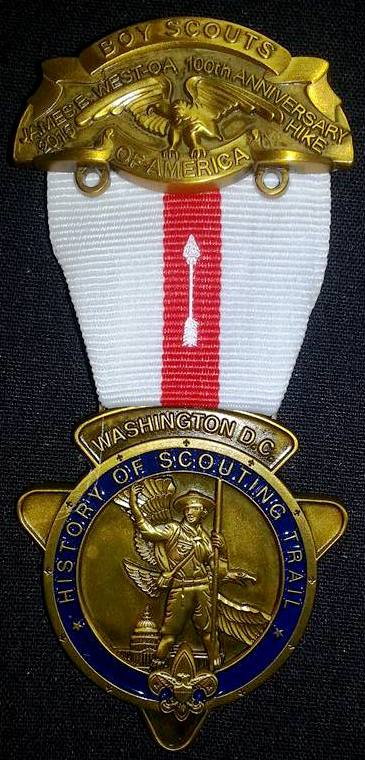 BOY SCOUTS
JAMES E. WEST-OA, 100th ANNIVERSARY
2015 HIKE
OF AMERICA
WASHINGTON D.C.
HISTORY OF SCOUTING TRAIL